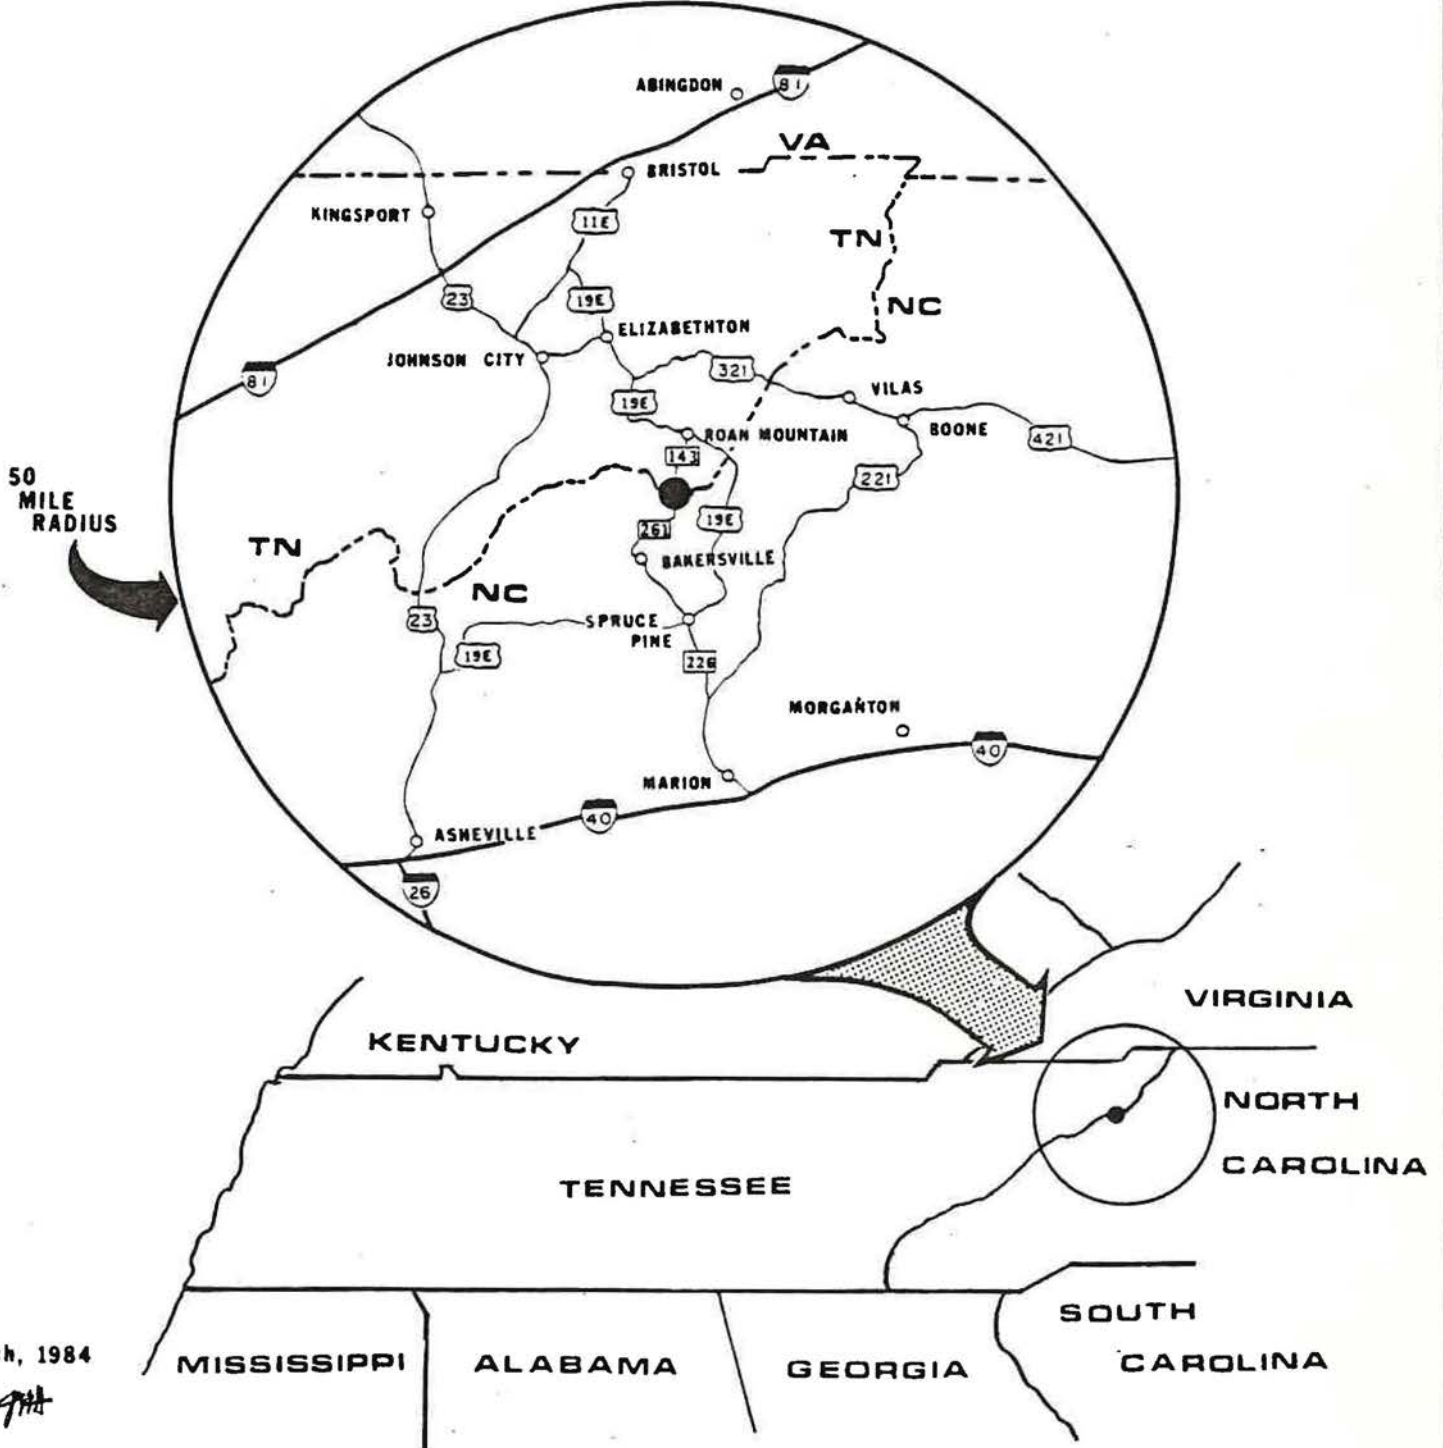 ABINGDON
81
VA
BRISTOL
KINGSPORT
11E
TN
23
19E
NC
ELIZABETHTON
JOHNSON CITY
321
81
19E
VILAS
ROAN MOUNTAIN
BOONE
421
143
221
50
MILE
RADIUS
261
19E
TN
BAKERSVILLE
NC
23
SPRUCE
PINE
19E
226
MORGANTON
40
MARION
40
ASHEVILLE
26
VIRGINIA
KENTUCKY
NORTH
CAROLINA
TENNESSEE
SOUTH
CAROLINA
h, 1984
MISSISSIPPI
ALABAMA
GEORGIA